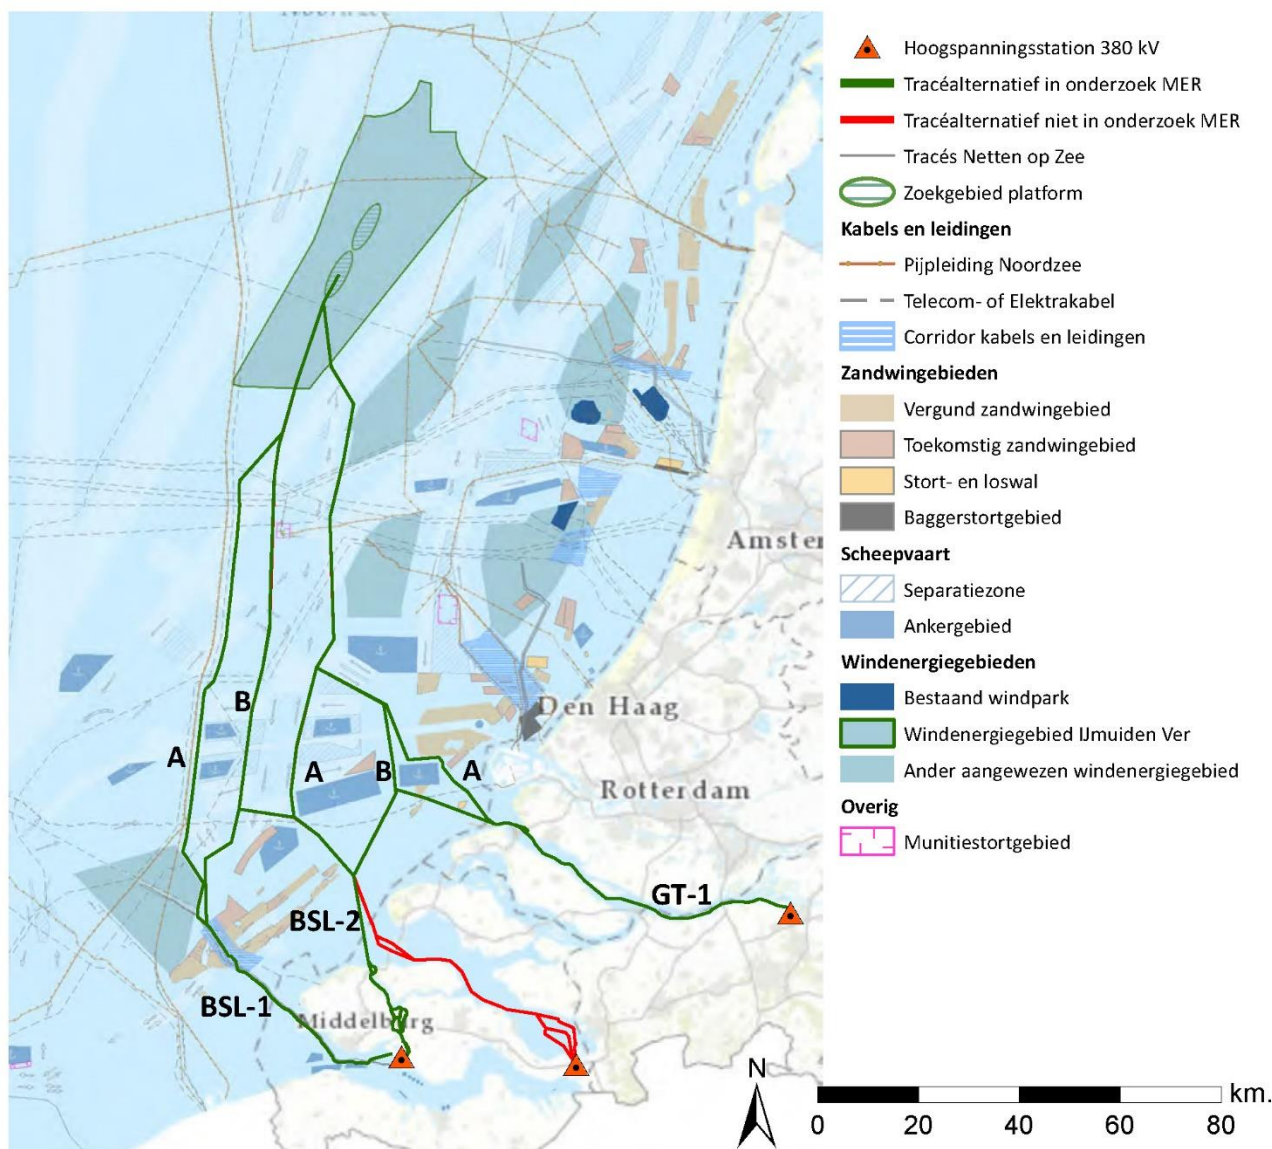 Noordzee
Amster
Den Haag
Rotterdam
Middelburg
A
B
A
B
A
GT-1
BSL-2
BSL-1
Hoogspanningsstation 380 kV
Tracéalternatief in onderzoek MER
Tracéalternatief niet in onderzoek MER
Tracés Netten op Zee
Zoekgebied platform
Kabels en leidingen
Pijpleiding Noordzee
Telecom- of Elektrakabel
Corridor kabels en leidingen
Zandwingebieden
Vergund zandwingebied
Toekomstig zandwingebied
Stort- en loswal
Baggerstortgebied
Scheepvaart
Separatiezone
Ankergebied
Windenergiegebieden
Bestaand windpark
Windenergiegebied IJmuiden Ver
Ander aangewezen windenergiegebied
Overig
Munitiestortgebied
N
km.
0 20 40 60 80